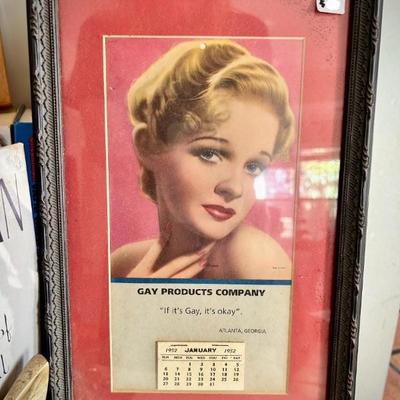 GAY PRODUCTS COMPANY
"If it's Gay, it's okay".
ATLANTA, GEORGIA
1952 JANUARY 1952
SUN MON TUE WED THU FRI SAT
1 2 3 4 5
6 7 8 9 10 11 12
13 14 15 16 17 18 19
20 21 22 23 24 25 26
27 28 29 30 31